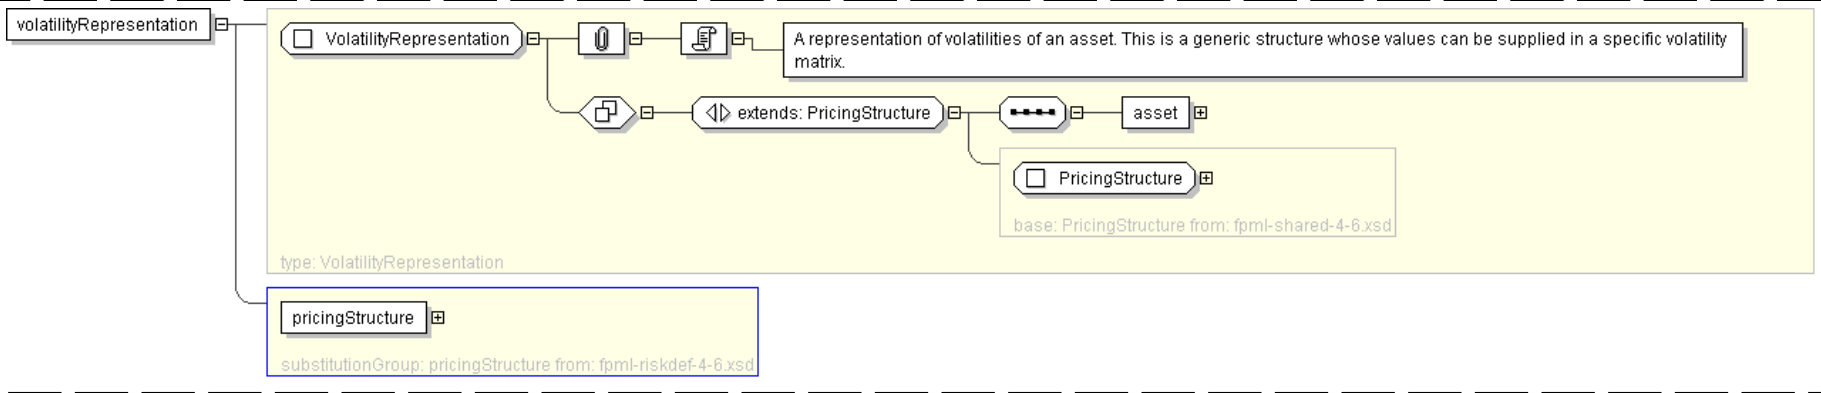 volatilityRepresentation
VolatilityRepresentation
A representation of volatilities of an asset. This is a generic structure whose values can be supplied in a specific volatility
matrix.
extends: PricingStructure
asset
PricingStructure
base: PricingStructure from: fpml-shared-4-6.xsd
type: VolatilityRepresentation
pricingStructure
substitutionGroup: pricingStructure from: fpml-riskdef-4-6.xsd